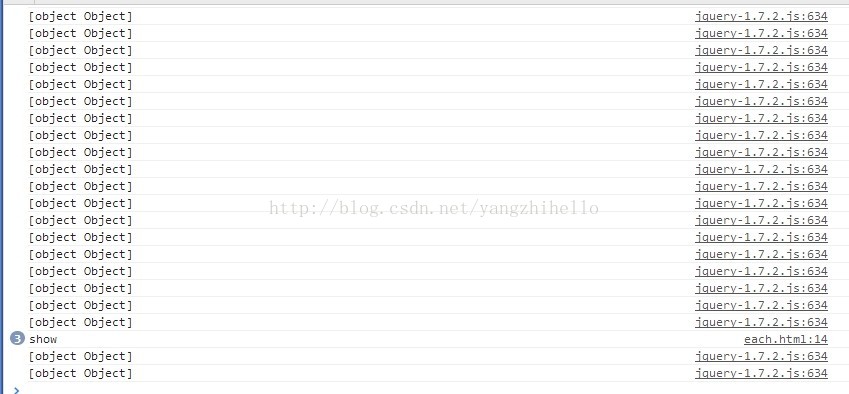 [object Object] jquery-1.7.2.js:634
[object Object] jquery-1.7.2.js:634
[object Object] jquery-1.7.2.js:634
[object Object] jquery-1.7.2.js:634
[object Object] jquery-1.7.2.js:634
[object Object] jquery-1.7.2.js:634
[object Object] jquery-1.7.2.js:634
[object Object] jquery-1.7.2.js:634
[object Object] jquery-1.7.2.js:634
[object Object] jquery-1.7.2.js:634
[object Object] jquery-1.7.2.js:634
[object Object] jquery-1.7.2.js:634
http://blog.csdn.net/yangzhihello
[object Object] jquery-1.7.2.js:634
[object Object] jquery-1.7.2.js:634
[object Object] jquery-1.7.2.js:634
[object Object] jquery-1.7.2.js:634
[object Object] jquery-1.7.2.js:634
[object Object] jquery-1.7.2.js:634
[object Object] jquery-1.7.2.js:634
3 show each.html:14
[object Object] jquery-1.7.2.js:634
[object Object] jquery-1.7.2.js:634
>